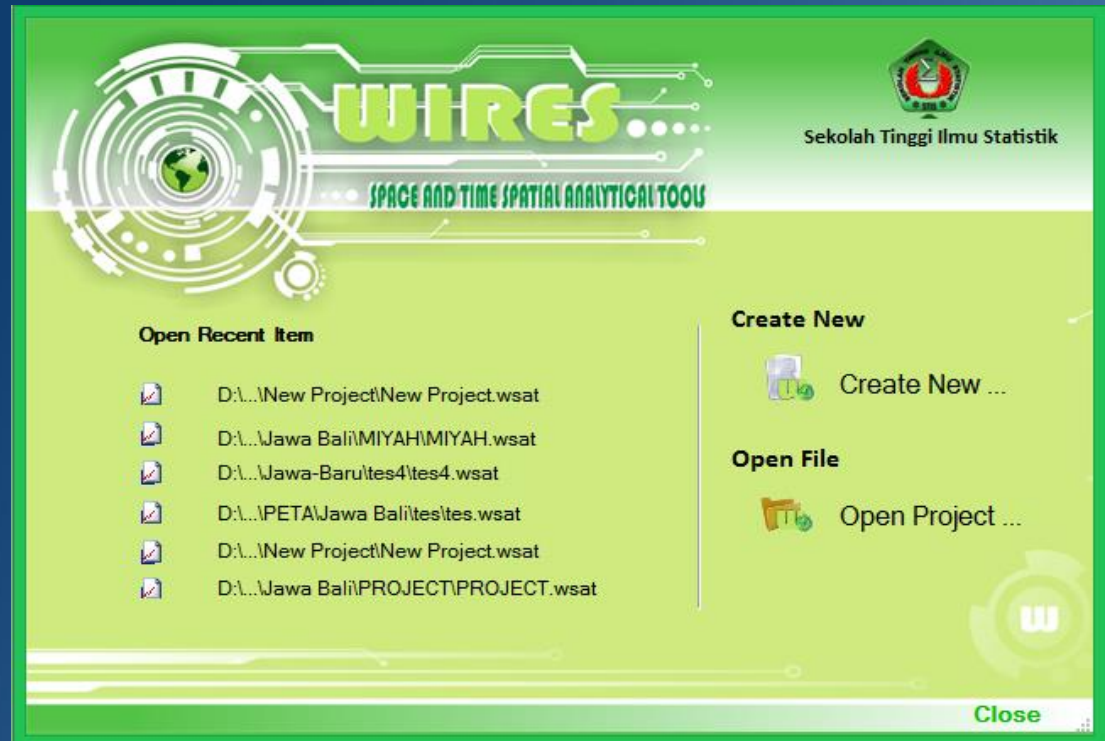 WIRES
SPACE AND TIME SPATIAL ANALYTICAL TOOLS
Sekolah Tinggi Ilmu Statistik
Open Recent Item
D:\...\New Project\New Project.wsat
D:\...\Jawa Bali\MIYAH\MIYAH.wsat
D:\...\Jawa-Baru\tes4\tes4.wsat
D:\...\PETA\Jawa Bali\tes\tes.wsat
D:\...\New Project\New Project.wsat
D:\...\Jawa Bali\PROJECT\PROJECT.wsat
Create New
Create New ...
Open File
Open Project ...
W
Close